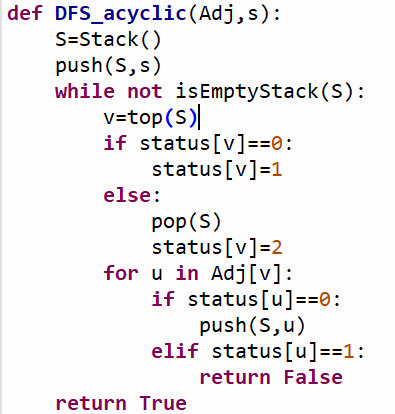 def DFS_acyclic(Adj,s):
    S=Stack()
    push(S,s)
    while not isEmptyStack(S):
        v=top(S)
        if status[v]==0:
            status[v]=1
        else:
            pop(S)
            status[v]=2
        for u in Adj[v]:
            if status[u]==0:
                push(S,u)
            elif status[u]==1:
                return False
    return True